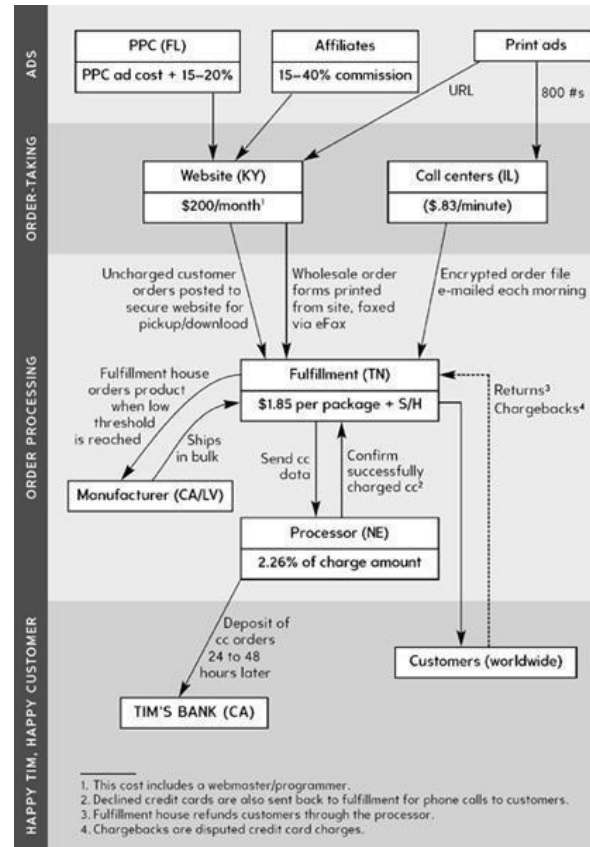 ADS
PPC (FL)
PPC ad cost + 15–20%
Affiliates
15–40% commission
Print ads
URL
800 #s
ORDER-TAKING
Website (KY)
$200/month¹
Call centers (IL)
($.83/minute)
Uncharged customer
orders posted to
secure website for
pickup/download
Wholesale order
forms printed
from site, faxed
via eFax
Encrypted order file
e-mailed each morning
ORDER PROCESSING
Fulfillment (TN)
$1.85 per package + S/H
Fulfillment house
orders product
when low
threshold
is reached
Ships
in bulk
Manufacturer (CA/LV)
Send cc
data
Confirm
successfully
charged cc²
Returns³
Chargebacks⁴
Processor (NE)
2.26% of charge amount
HAPPY TIM, HAPPY CUSTOMER
Deposit of
cc orders
24 to 48
hours later
Customers (worldwide)
TIM'S BANK (CA)
1. This cost includes a webmaster/programmer.
2. Declined credit cards are also sent back to fulfillment for phone calls to customers.
3. Fulfillment house refunds customers through the processor.
4. Chargebacks are disputed credit card charges.